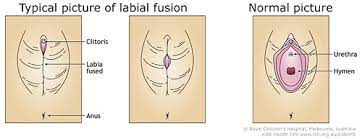 Typical picture of labial fusion
Normal picture
Clitoris
Labia
fused
Anus
Urethra
Hymen
© Royal Children's Hospital, Melbourne, Australia